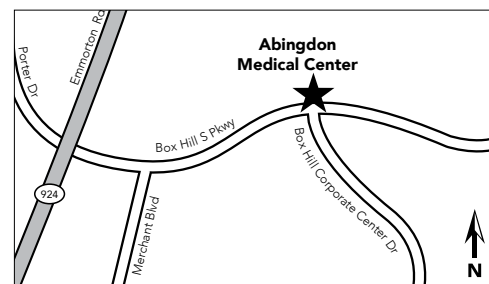 Abingdon
Medical Center
Porter Dr
Emmorton Rd
Box Hill S Pkwy
924
Merchant Blvd
Box Hill Corporate Center Dr
N